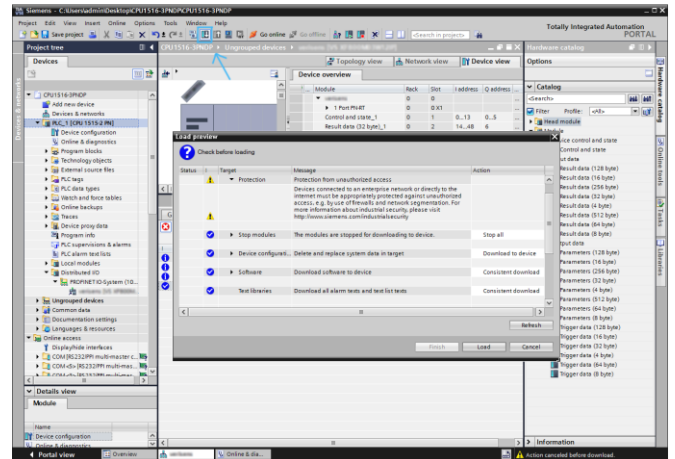 Siemens - C:\Users\admin\Desktop\CPU1516-3PNDP\CPU1516-3PNDP
Project Edit View Insert Online Options Tools Window Help
Totally Integrated Automation
PORTAL
Save project
Go online
Go offline
<Search in project>
Project tree
CPU1516-3PNDP
Ungrouped devices
Hardware catalog
Devices
Topology view
Network view
Device view
Options
Device overview
Module
Rack
Slot
I address
Q address
Catalog
<Search>
Filter
Profile:
<All>
CPU1516-3PNDP
Add new device
Devices & networks
PLC_1 [CPU 1515-2 PN]
Device configuration
Online & diagnostics
Program blocks
Technology objects
External source files
PLC tags
PLC data types
Watch and force tables
Online backups
Traces
Device proxy data
Program info
PLC supervisions & alarms
PLC alarm text lists
Local modules
Distributed I/O
PROFINET IO-System (10...
Ungrouped devices
Common data
Documentation settings
Languages & resources
Online access
Display/hide interfaces
COM [RS232/PPI multi-master c...
COM <5> [RS232/PPI multi-mas...
Details view
Module
Name
Device configuration
Online & diagnostics
0 0
1 Port PN-RT 0 0 X1
Control and state_1 0 1 0...13 0...5
Result data (32 byte)_1 0 2 14...48 6
Load preview
Check before loading
Status
!
Target
Message
Action
Protection
Protection from unauthorized access
Devices connected to an enterprise network or directly to the
internet must be appropriately protected against unauthorized
access, e.g. by use of firewalls and network segmentation. For
more information about industrial security, please visit
http://www.siemens.com/industrialsecurity
Stop modules
The modules are stopped for downloading to device.
Stop all
Device configurati...
Delete and replace system data in target
Download to device
Software
Download software to device
Consistent download
Text libraries
Download all alarm texts and text list texts
Consistent download
Refresh
Finish
Load
Cancel
Head module
Module
Control and state
Result data (128 byte)
Result data (16 byte)
Result data (256 byte)
Result data (32 byte)
Result data (4 byte)
Result data (512 byte)
Result data (64 byte)
Result data (8 byte)
Parameters (128 byte)
Parameters (16 byte)
Parameters (256 byte)
Parameters (32 byte)
Parameters (4 byte)
Parameters (512 byte)
Parameters (64 byte)
Parameters (8 byte)
Trigger data (128 byte)
Trigger data (16 byte)
Trigger data (32 byte)
Trigger data (4 byte)
Trigger data (64 byte)
Trigger data (8 byte)
Information
Hardware catalog
Online tools
Tasks
Libraries
Devices & networks
Portal view
Overview
Online & dia...
Action canceled before download.